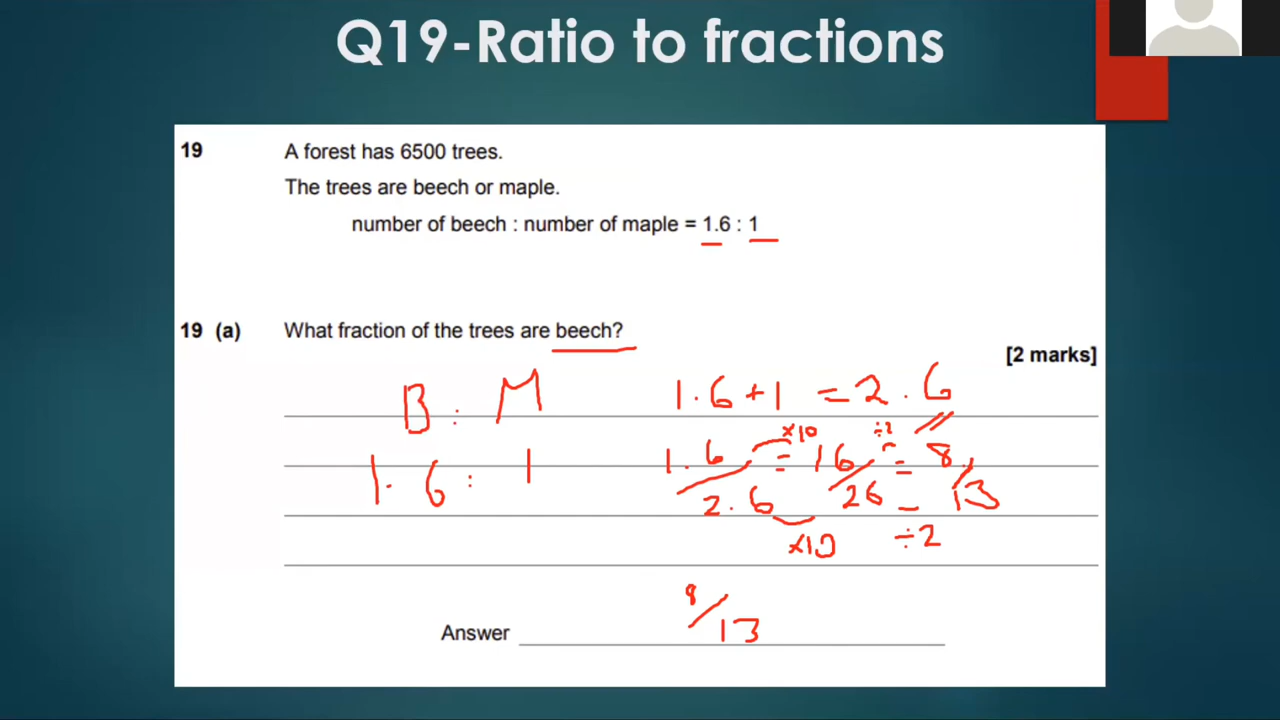 Q19-Ratio to fractions
19 A forest has 6500 trees.
The trees are beech or maple.
number of beech : number of maple = 1.6 : 1
19 (a) What fraction of the trees are beech?
[2 marks]
B : M 1.6+1 = 2.6
1.6 : 1 1.6/2.6 = 16/26 = 8/13
×10 ÷2
×10 ÷2
Answer 8/13